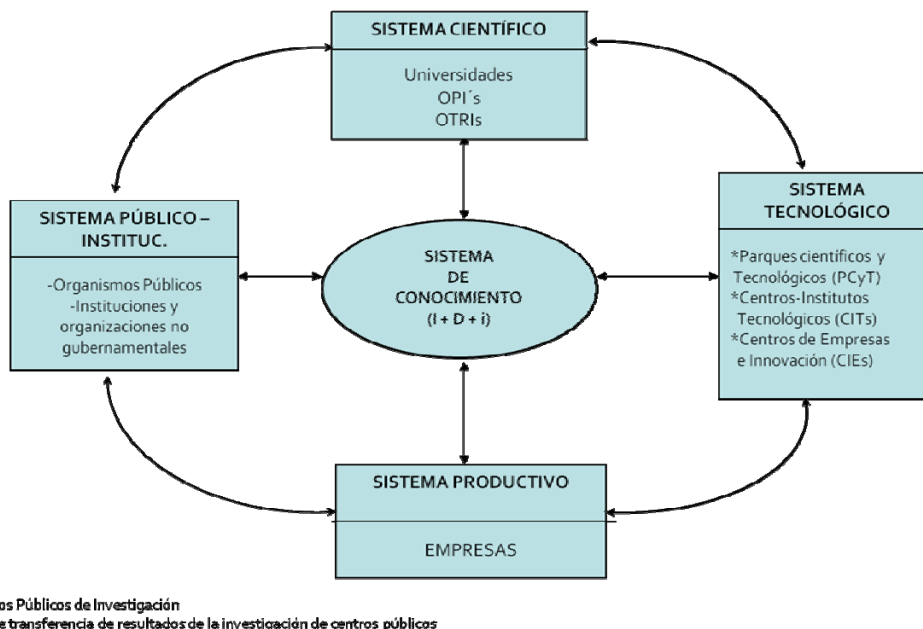 SISTEMA CIENTÍFICO
Universidades
OPI´s
OTRIs
SISTEMA PÚBLICO –
INSTITUC.
-Organismos Públicos
-Instituciones y
organizaciones no
gubernamentales
SISTEMA
DE
CONOCIMIENTO
(I + D + i)
SISTEMA
TECNOLÓGICO
*Parques científicos y
Tecnológicos (PCyT)
*Centros-Institutos
Tecnológicos (CITs)
*Centros de Empresas
e Innovación (CIEs)
SISTEMA PRODUCTIVO
EMPRESAS
os Públicos de Investigación
e transferencia de resultados de la investigación de centros públicos